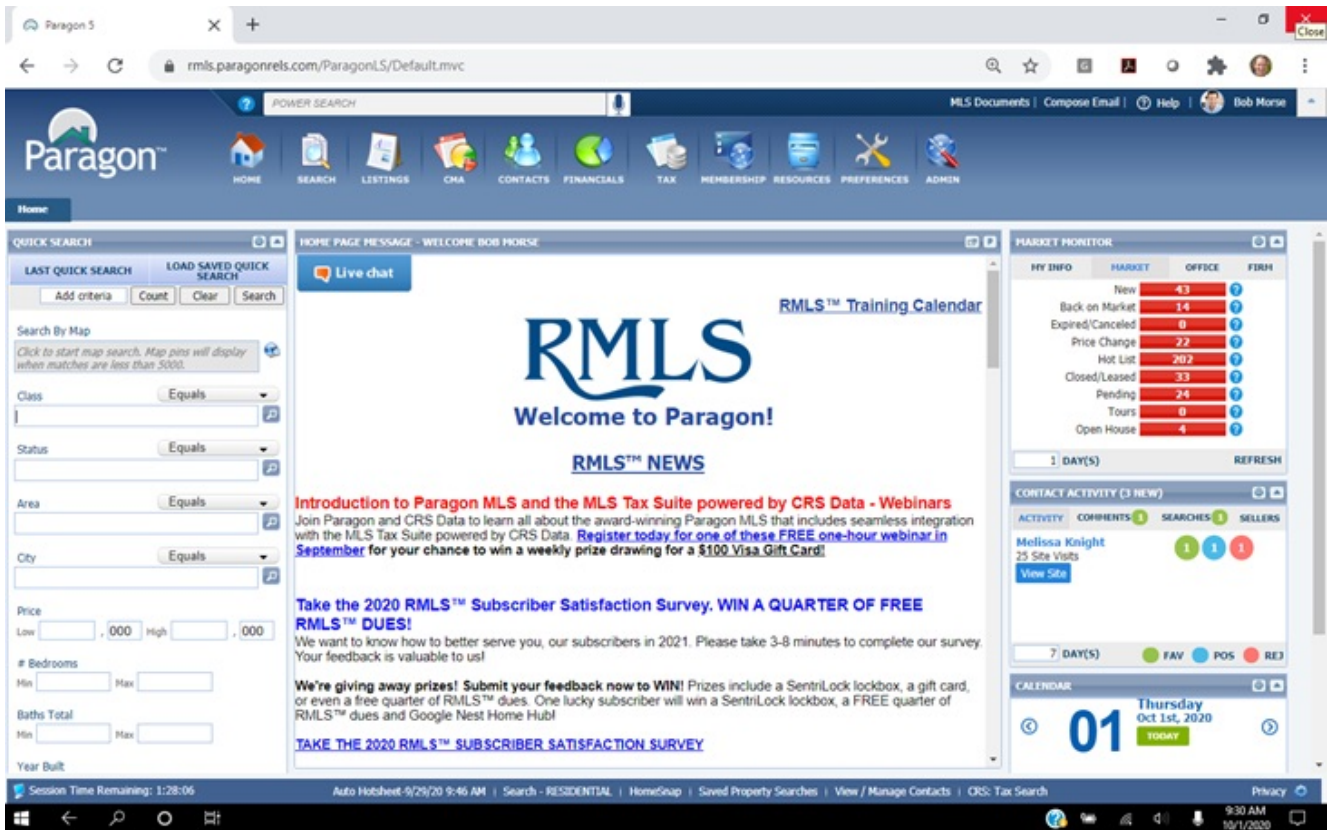 Paragon 5
Close
rmls.paragonrels.com/ParagonLS/Default.mvc
POWER SEARCH
MLS Documents | Compose Email | Help | Bob Morse
Paragon™
HOME SEARCH LISTINGS CMA CONTACTS FINANCIALS TAX MEMBERSHIP RESOURCES PREFERENCES ADMIN
Home
QUICK SEARCH
LAST QUICK SEARCH LOAD SAVED QUICK SEARCH
Add criteria Count Clear Search
Search By Map
Click to start map search. Map pins will display
when matches are less than 5000.
Class Equals
Status Equals
Area Equals
City Equals
Price
Low , 000 High , 000
# Bedrooms
Min Max
Baths Total
Min Max
Year Built
HOME PAGE MESSAGE - WELCOME BOB MORSE
Live chat
RMLS™ Training Calendar
RMLS
Welcome to Paragon!
RMLS™ NEWS
Introduction to Paragon MLS and the MLS Tax Suite powered by CRS Data - Webinars
Join Paragon and CRS Data to learn all about the award-winning Paragon MLS that includes seamless integration
with the MLS Tax Suite powered by CRS Data. Register today for one of these FREE one-hour webinar in
September for your chance to win a weekly prize drawing for a $100 Visa Gift Card!
Take the 2020 RMLS™ Subscriber Satisfaction Survey. WIN A QUARTER OF FREE
RMLS™ DUES!
We want to know how to better serve you, our subscribers in 2021. Please take 3-8 minutes to complete our survey.
Your feedback is valuable to us!
We're giving away prizes! Submit your feedback now to WIN! Prizes include a SentriLock lockbox, a gift card,
or even a free quarter of RMLS™ dues. One lucky subscriber will win a SentriLock lockbox, a FREE quarter of
RMLS™ dues and Google Nest Home Hub!
TAKE THE 2020 RMLS™ SUBSCRIBER SATISFACTION SURVEY
MARKET MONITOR
MY INFO MARKET OFFICE FIRM
New 43
Back on Market 14
Expired/Canceled 0
Price Change 22
Hot List 202
Closed/Leased 33
Pending 24
Tours 0
Open House 4
1 DAY(S) REFRESH
CONTACT ACTIVITY (3 NEW)
ACTIVITY COMMENTS 1 SEARCHES 1 SELLERS
Melissa Knight 1 1 1
25 Site Visits
View Site
7 DAY(S) FAV POS REJ
CALENDAR
01 Thursday
Oct 1st, 2020
TODAY
Session Time Remaining: 1:28:06 Auto Hotsheet-9/29/20 9:46 AM | Search - RESIDENTIAL | HomeSnap | Saved Property Searches | View / Manage Contacts | CRS: Tax Search Privacy
9:30 AM
10/1/2020